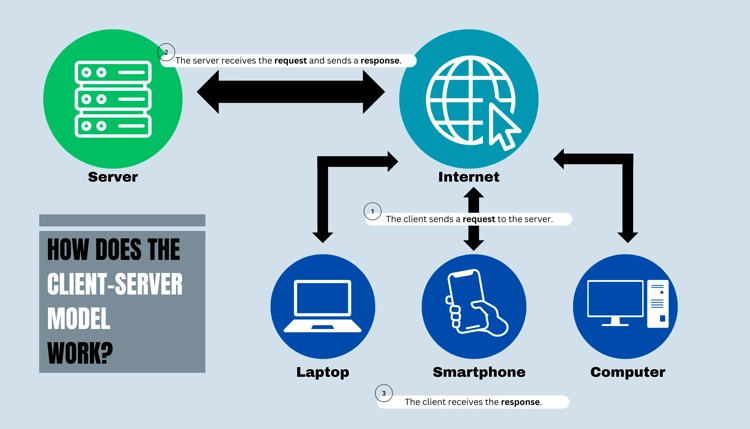 2
The server receives the request and sends a response.
Server
Internet
1
The client sends a request to the server.
HOW DOES THE
CLIENT-SERVER
MODEL
WORK?
Laptop
Smartphone
Computer
3
The client receives the response.